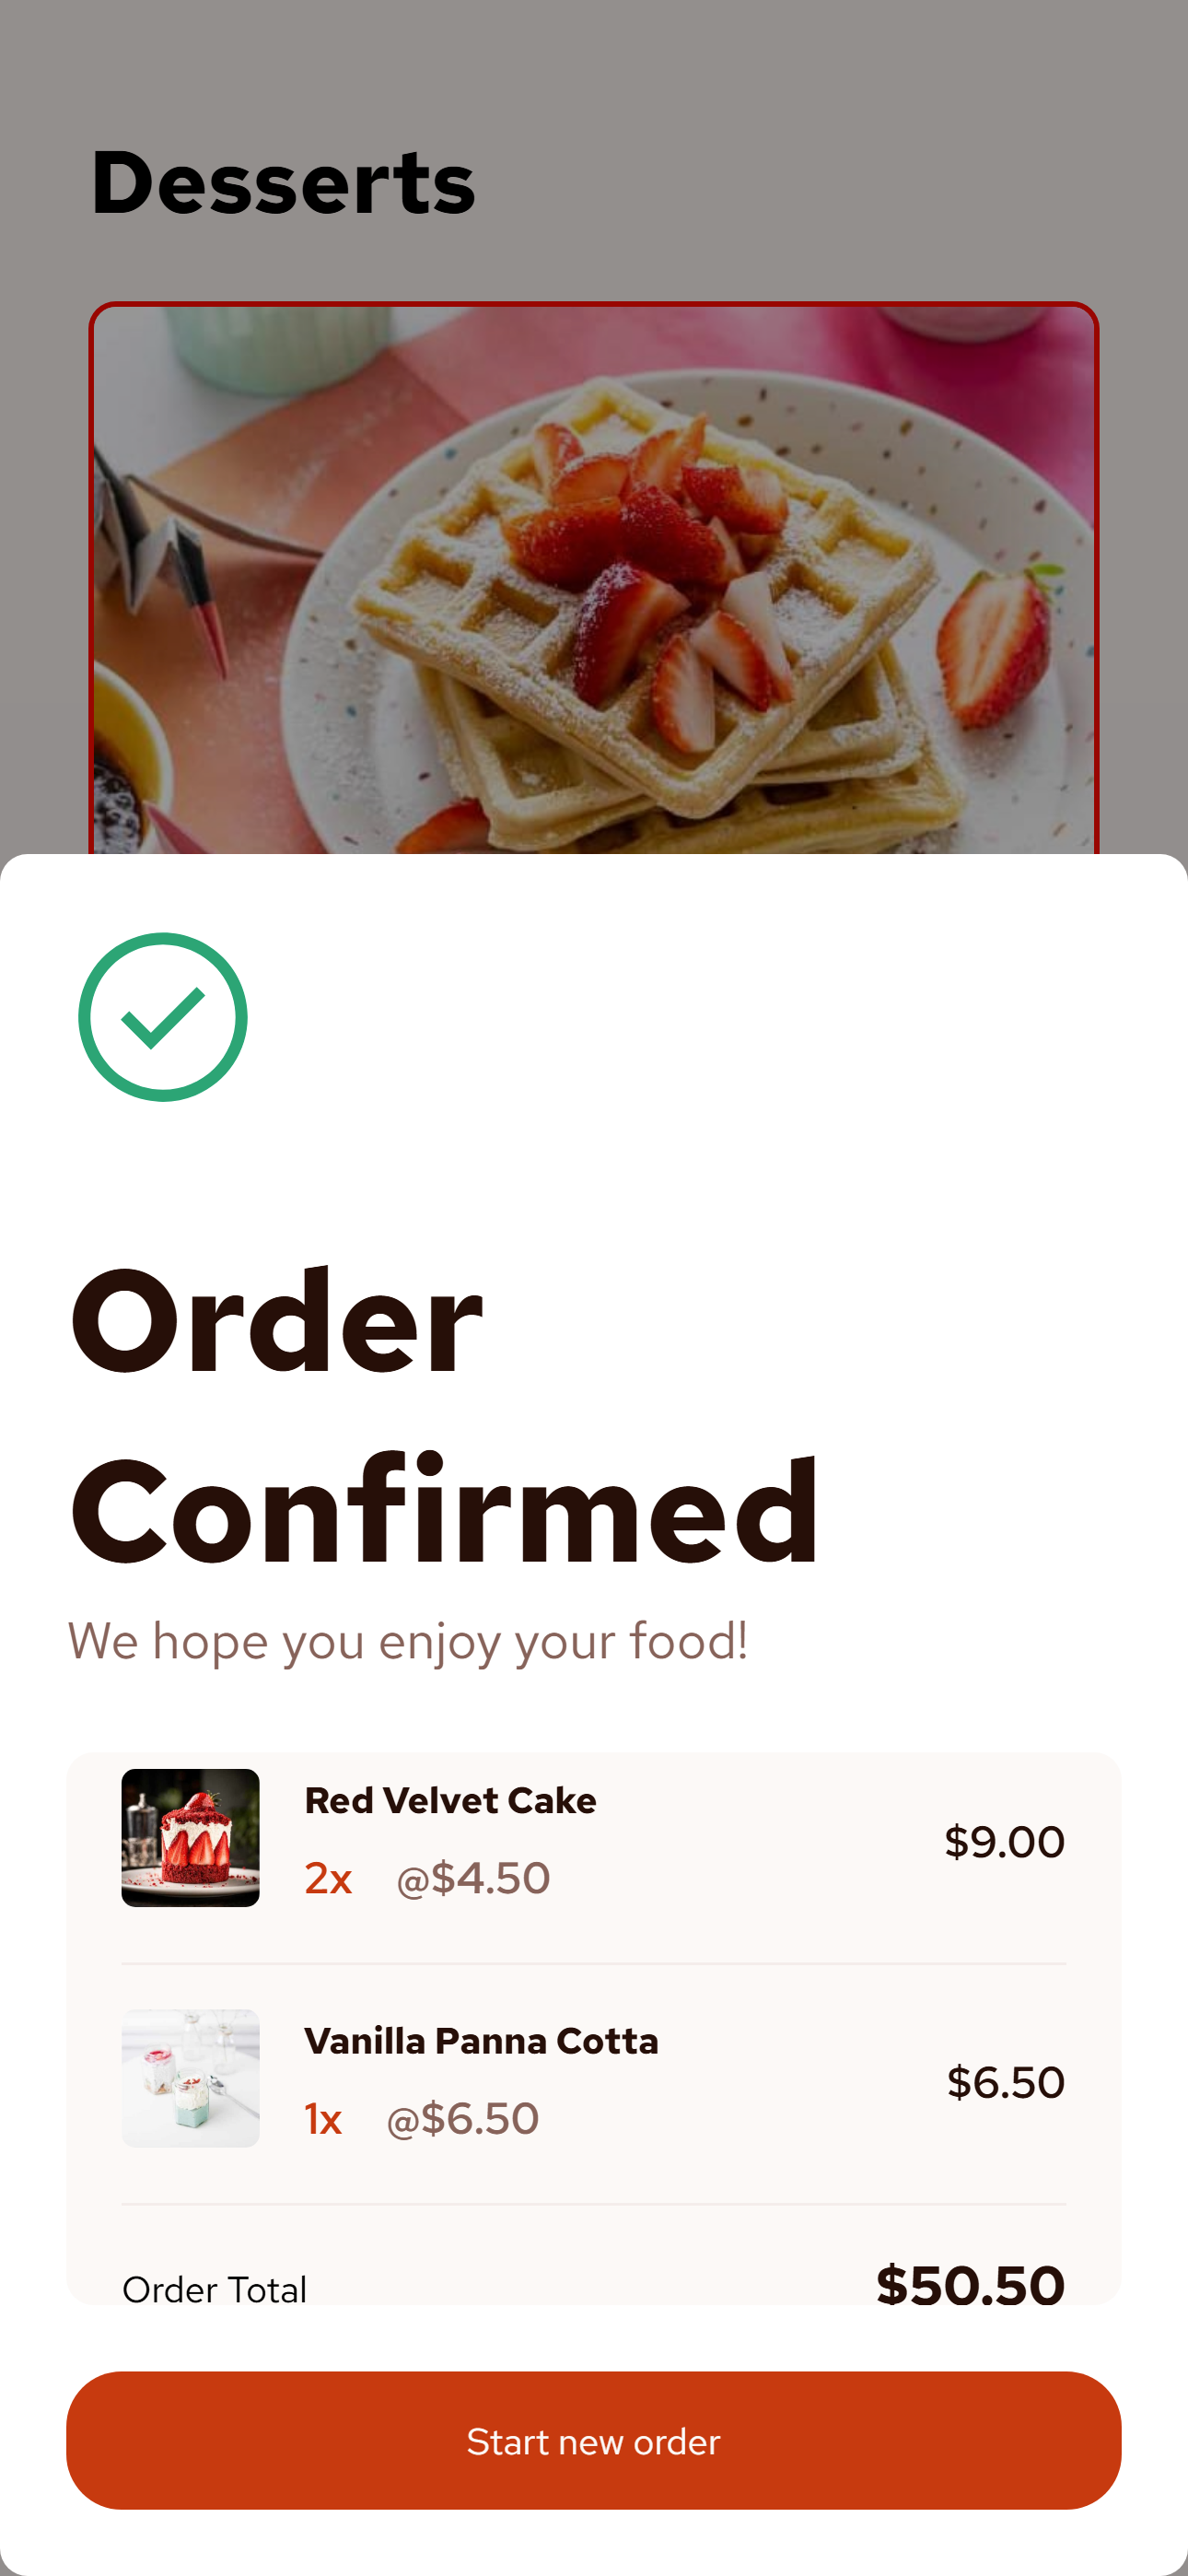 Desserts
Order
Confirmed
We hope you enjoy your food!
Red Velvet Cake
2x @$4.50
$9.00
Vanilla Panna Cotta
1x @$6.50
$6.50
Order Total $50.50
Start new order